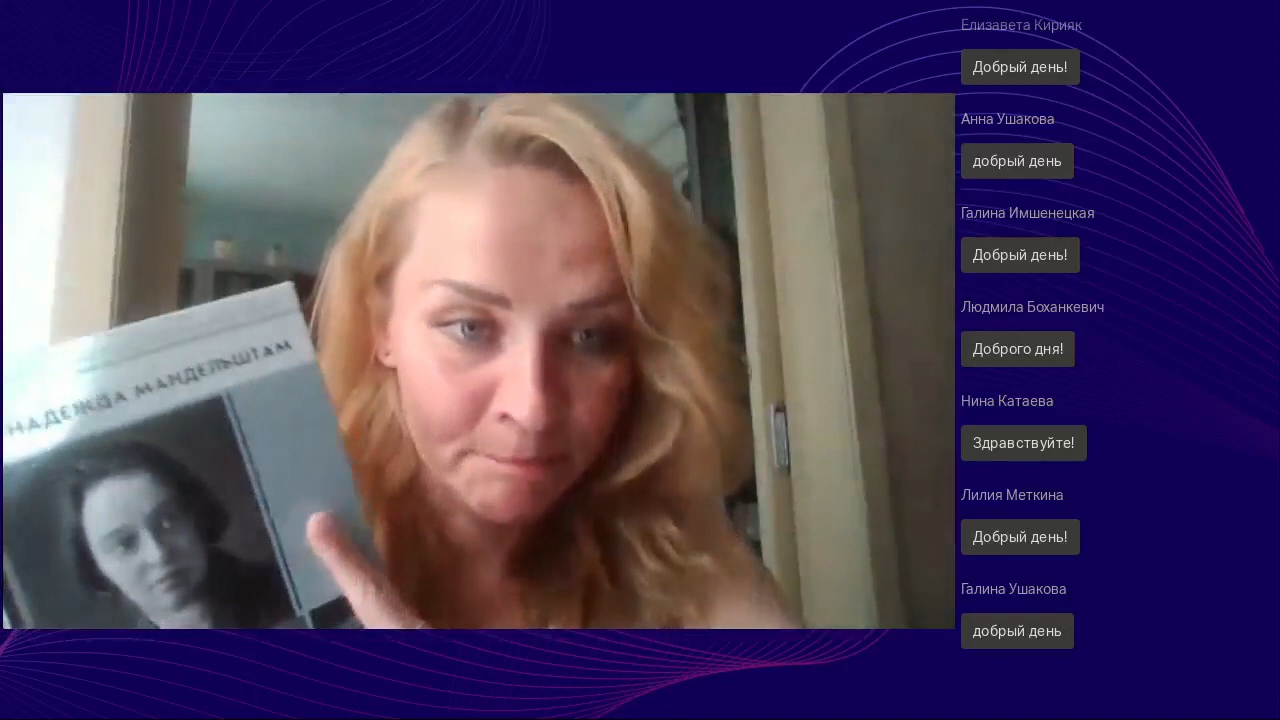 НАДЕЖДА МАНДЕЛЬШТАМ
Елизавета Кирияк
Добрый день!
Анна Ушакова
добрый день
Галина Имшенецкая
Добрый день!
Людмила Боханкевич
Доброго дня!
Нина Катаева
Здравствуйте!
Лилия Меткина
Добрый день!
Галина Ушакова
добрый день